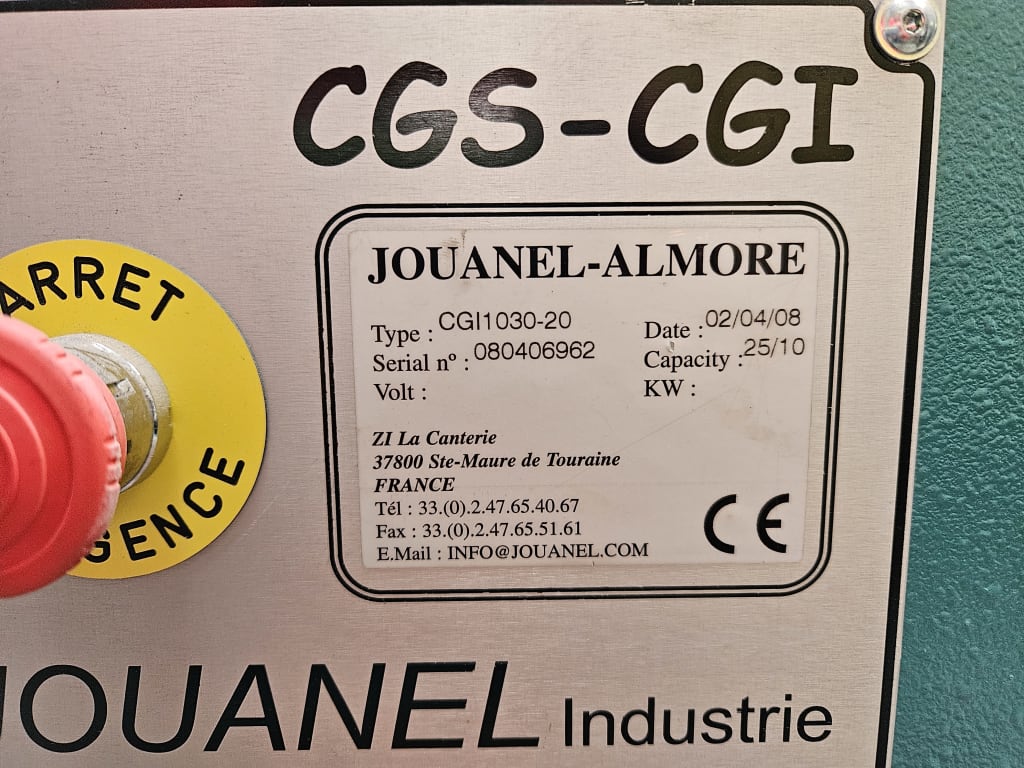 CGS-CGI
JOUANEL-ALMORE
Type : CGI1030-20
Date : 02/04/08
Serial nº : 080406962
Capacity : 25/10
Volt :
KW :
ZI La Canterie
37800 Ste-Maure de Touraine
FRANCE
Tél : 33.(0).2.47.65.40.67
Fax : 33.(0).2.47.65.51.61
E.Mail : INFO@JOUANEL.COM
CE
ARRET
GENCE
JOUANEL Industrie